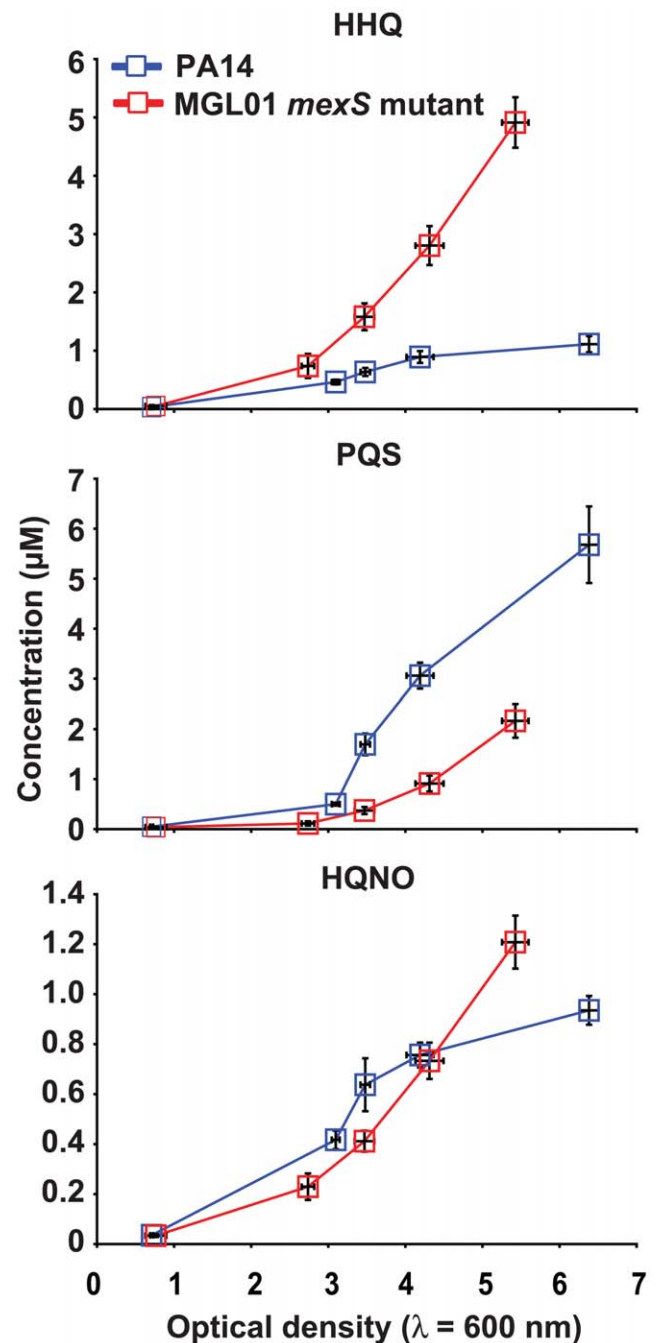 HHQ
PA14
MGL01 mexS mutant
6
5
4
3
2
1
0
PQS
7
6
5
4
3
2
1
0
Concentration (µM)
HQNO
1.4
1.2
1.0
0.8
0.6
0.4
0.2
0
0 1 2 3 4 5 6 7
Optical density (λ = 600 nm)